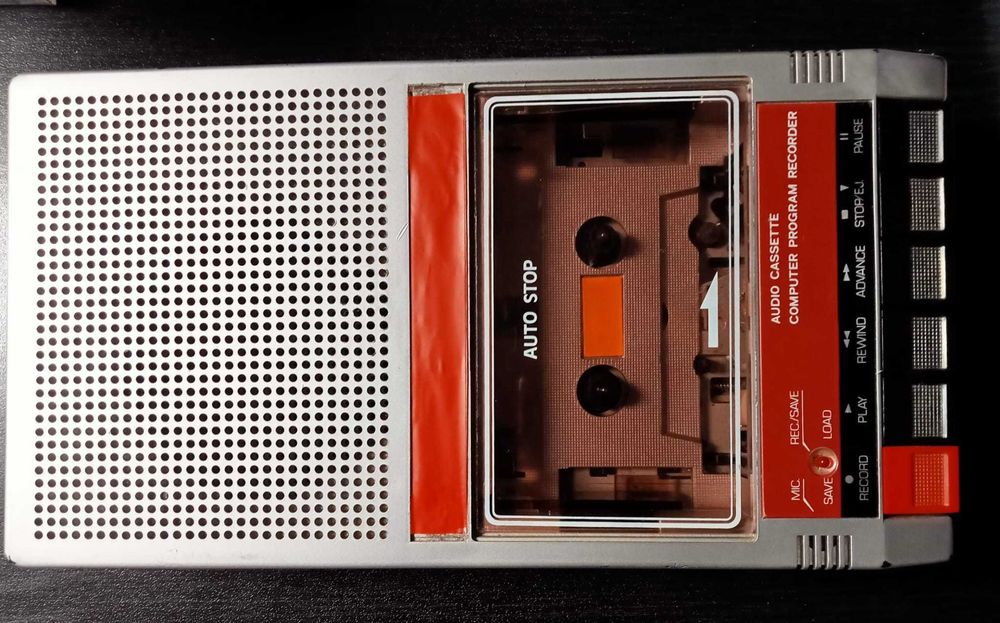 AUTO STOP
AUDIO CASSETTE
COMPUTER PROGRAM RECORDER
MIC.
REC./SAVE
SAVE
LOAD
RECORD
PLAY
REWIND
ADVANCE
STOP/EJ.
PAUSE